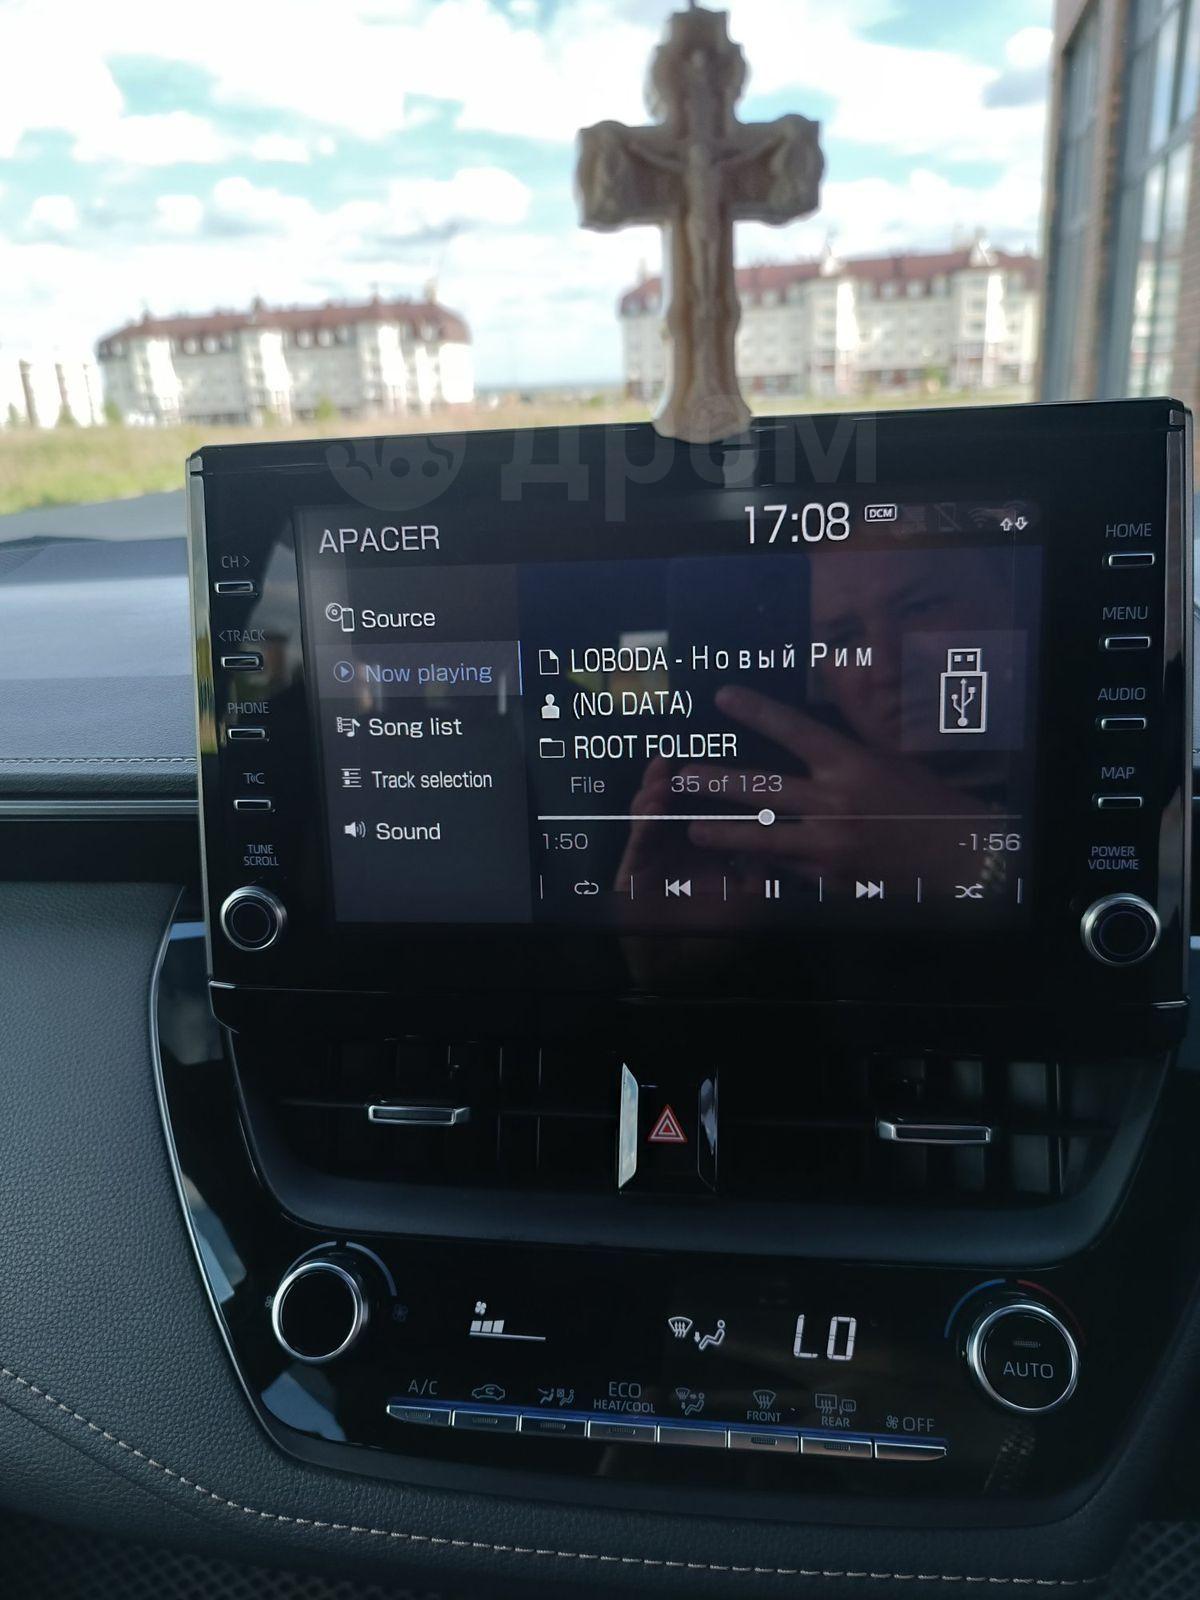 дром
APACER
17:08
DCM
CH >
HOME
Source
<TRACK
MENU
Now playing
LOBODA - Новый Рим
PHONE
(NO DATA)
AUDIO
Song list
ROOT FOLDER
T C
Track selection
File 35 of 123
MAP
Sound
1:50
-1:56
TUNE
SCROLL
POWER
VOLUME
LO
AUTO
A/C
ECO
HEAT/COOL
FRONT
REAR
OFF